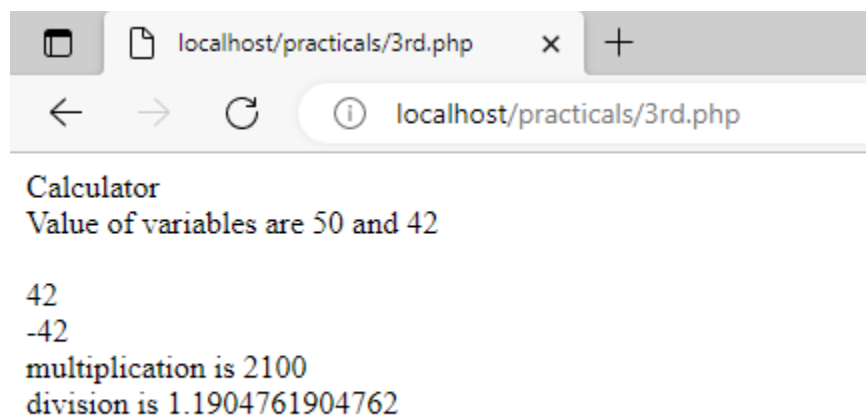 localhost/practicals/3rd.php
localhost/practicals/3rd.php
Calculator
Value of variables are 50 and 42
42
-42
multiplication is 2100
division is 1.1904761904762